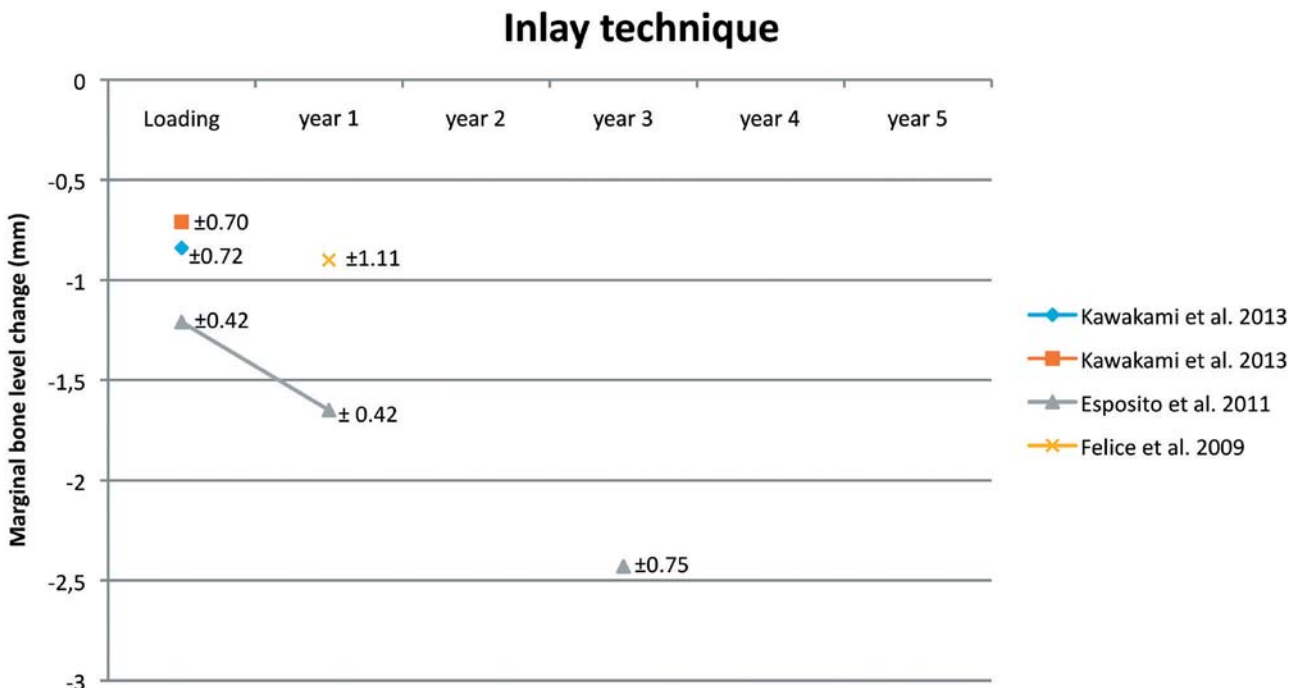 Inlay technique
0
Loading year 1 year 2 year 3 year 4 year 5
-0,5
±0.70
±0.72
±1.11
-1
±0.42
-1,5
± 0.42
-2
±0.75
-2,5
-3
Marginal bone level change (mm)
Kawakami et al. 2013
Kawakami et al. 2013
Esposito et al. 2011
Felice et al. 2009